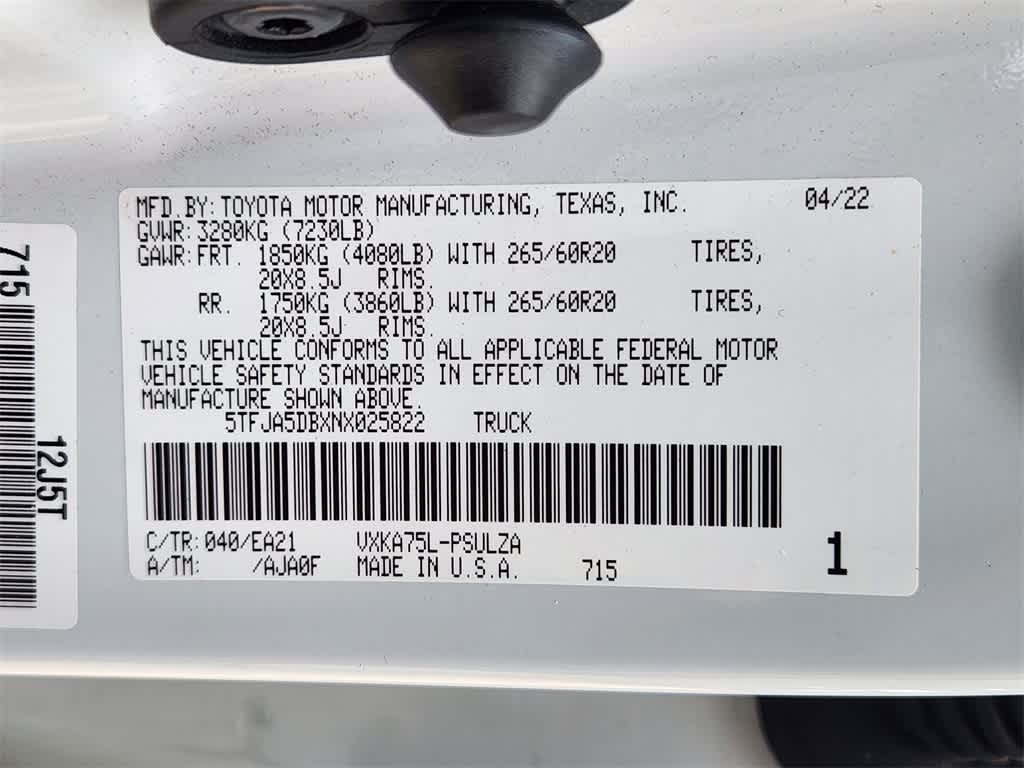 MFD.BY:TOYOTA MOTOR MANUFACTURING, TEXAS, INC. 04/22
GVWR:3280KG (7230LB)
GAWR:FRT. 1850KG (4080LB) WITH 265/60R20 TIRES,
20X8.5J RIMS.
RR. 1750KG (3860LB) WITH 265/60R20 TIRES,
20X8.5J RIMS.
THIS VEHICLE CONFORMS TO ALL APPLICABLE FEDERAL MOTOR
VEHICLE SAFETY STANDARDS IN EFFECT ON THE DATE OF
MANUFACTURE SHOWN ABOVE.
5TFJA5DBXNX025822 TRUCK
C/TR:040/EA21 VXKA75L-PSULZA
A/TM: /AJA0F MADE IN U.S.A. 715
1
715
12J5T